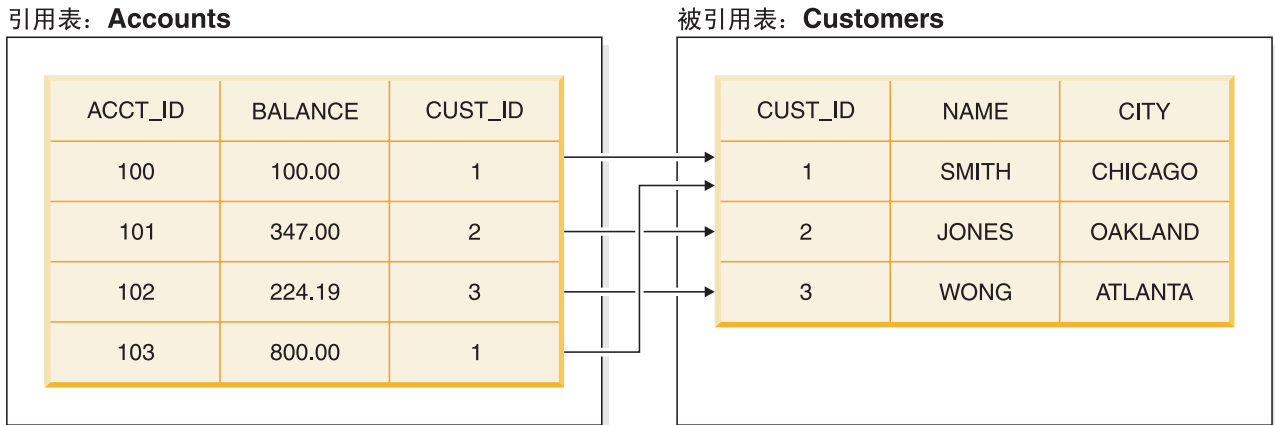 引用表：Accounts
ACCT_ID BALANCE CUST_ID
100 100.00 1
101 347.00 2
102 224.19 3
103 800.00 1
被引用表：Customers
CUST_ID NAME CITY
1 SMITH CHICAGO
2 JONES OAKLAND
3 WONG ATLANTA